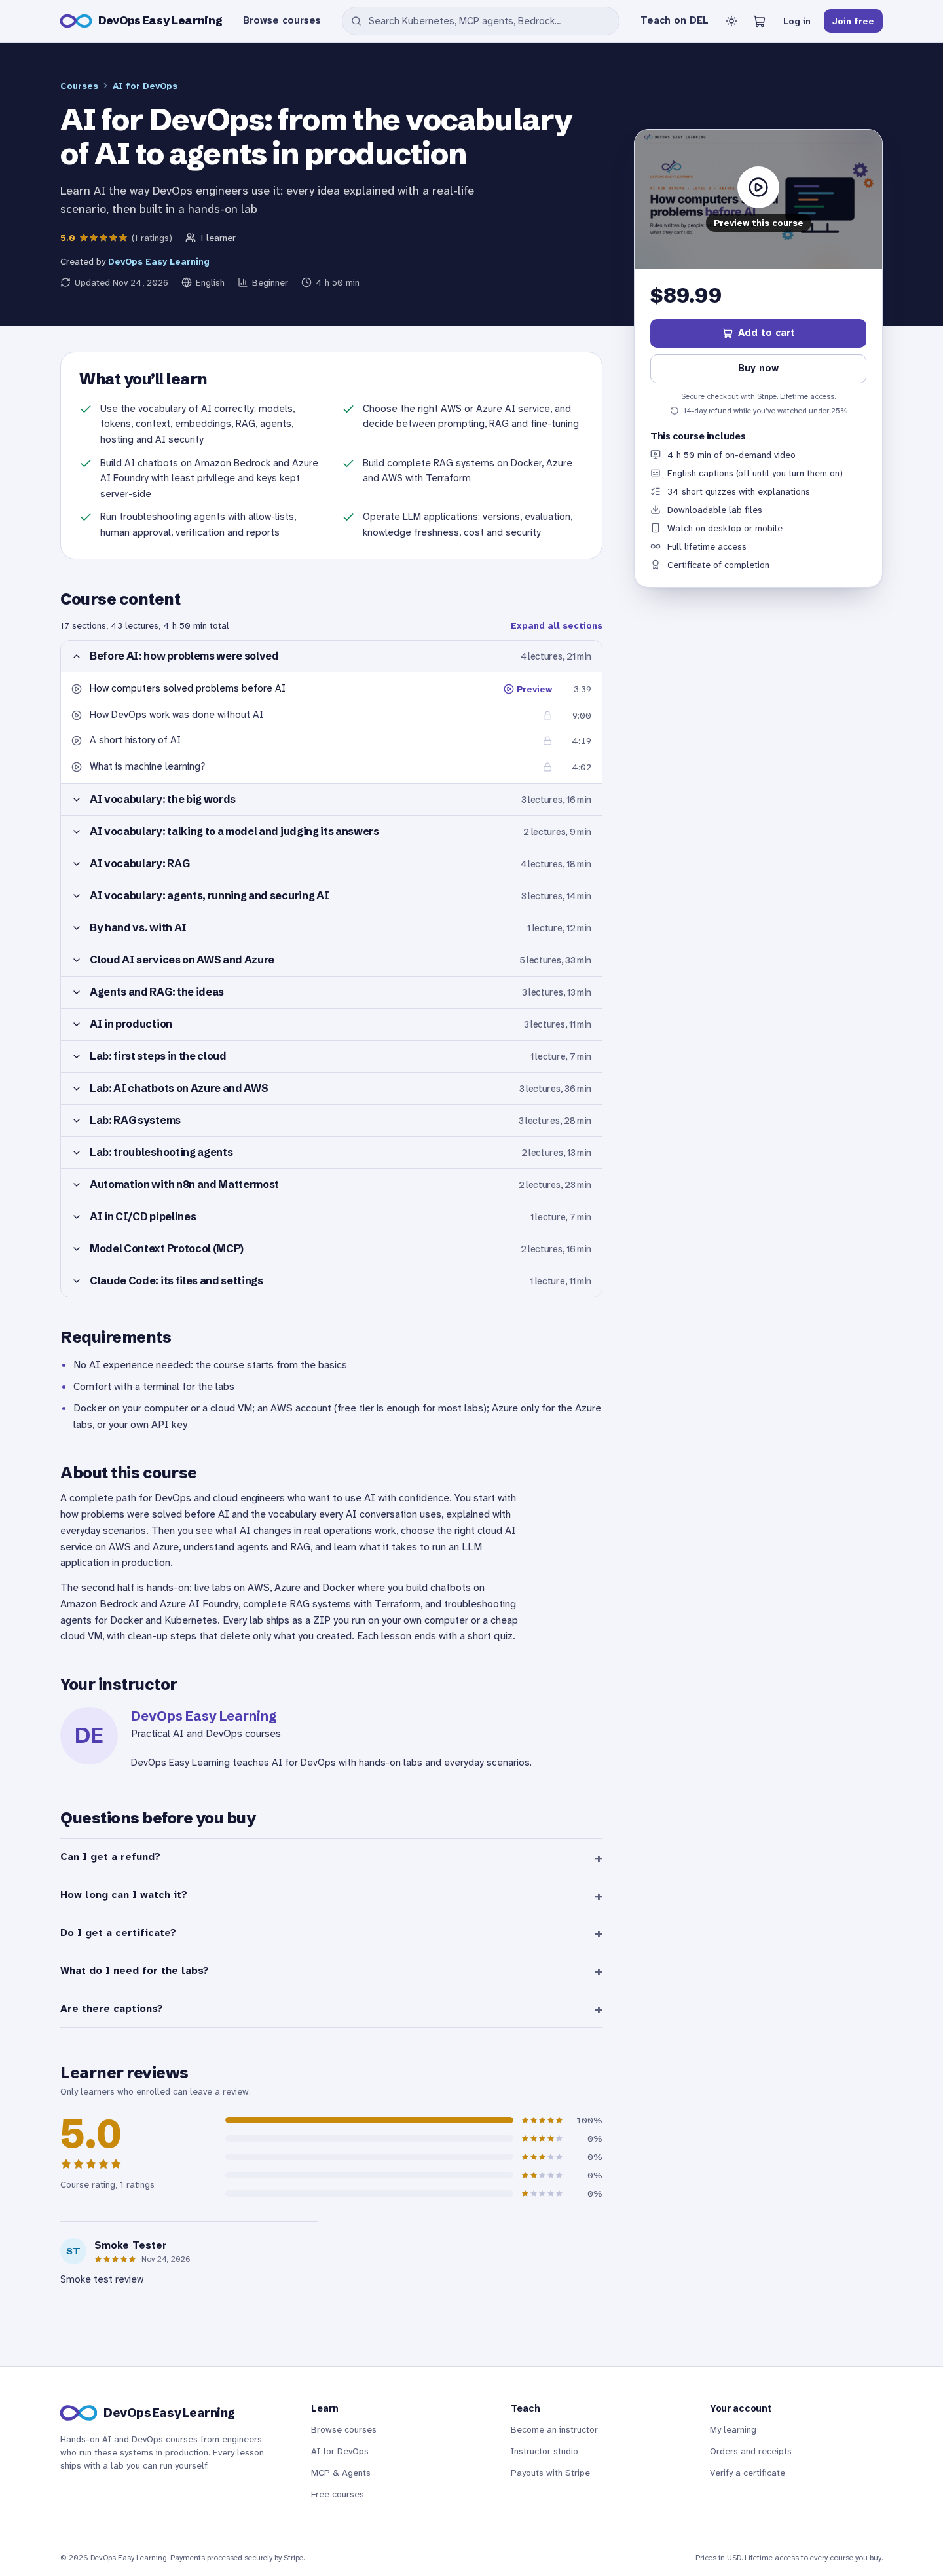 DevOps Easy Learning
Browse courses
Search Kubernetes, MCP agents, Bedrock...
Teach on DEL
Log in
Join free
Courses > AI for DevOps
AI for DevOps: from the vocabulary
of AI to agents in production
Learn AI the way DevOps engineers use it: every idea explained with a real-life
scenario, then built in a hands-on lab
5.0 (1 ratings) 1 learner
Created by DevOps Easy Learning
Updated Nov 24, 2026 English Beginner 4 h 50 min
DEVOPS EASY LEARNING
How computers
problems before AI
Rules written by people
what they can't do.
Preview this course
$89.99
Add to cart
Buy now
Secure checkout with Stripe. Lifetime access.
14-day refund while you've watched under 25%
This course includes
4 h 50 min of on-demand video
English captions (off until you turn them on)
34 short quizzes with explanations
Downloadable lab files
Watch on desktop or mobile
Full lifetime access
Certificate of completion
What you'll learn
Use the vocabulary of AI correctly: models,
tokens, context, embeddings, RAG, agents,
hosting and AI security
Choose the right AWS or Azure AI service, and
decide between prompting, RAG and fine-tuning
Build AI chatbots on Amazon Bedrock and Azure
AI Foundry with least privilege and keys kept
server-side
Build complete RAG systems on Docker, Azure
and AWS with Terraform
Run troubleshooting agents with allow-lists,
human approval, verification and reports
Operate LLM applications: versions, evaluation,
knowledge freshness, cost and security
Course content
17 sections, 43 lectures, 4 h 50 min total
Expand all sections
Before AI: how problems were solved 4 lectures, 21 min
How computers solved problems before AI Preview 3:39
How DevOps work was done without AI 9:00
A short history of AI 4:19
What is machine learning? 4:02
AI vocabulary: the big words 3 lectures, 16 min
AI vocabulary: talking to a model and judging its answers 2 lectures, 9 min
AI vocabulary: RAG 4 lectures, 18 min
AI vocabulary: agents, running and securing AI 3 lectures, 14 min
By hand vs. with AI 1 lecture, 12 min
Cloud AI services on AWS and Azure 5 lectures, 33 min
Agents and RAG: the ideas 3 lectures, 13 min
AI in production 3 lectures, 11 min
Lab: first steps in the cloud 1 lecture, 7 min
Lab: AI chatbots on Azure and AWS 3 lectures, 36 min
Lab: RAG systems 3 lectures, 28 min
Lab: troubleshooting agents 2 lectures, 13 min
Automation with n8n and Mattermost 2 lectures, 23 min
AI in CI/CD pipelines 1 lecture, 7 min
Model Context Protocol (MCP) 2 lectures, 16 min
Claude Code: its files and settings 1 lecture, 11 min
Requirements
• No AI experience needed: the course starts from the basics
• Comfort with a terminal for the labs
• Docker on your computer or a cloud VM; an AWS account (free tier is enough for most labs); Azure only for the Azure
labs, or your own API key
About this course
A complete path for DevOps and cloud engineers who want to use AI with confidence. You start with
how problems were solved before AI and the vocabulary every AI conversation uses, explained with
everyday scenarios. Then you see what AI changes in real operations work, choose the right cloud AI
service on AWS and Azure, understand agents and RAG, and learn what it takes to run an LLM
application in production.
The second half is hands-on: live labs on AWS, Azure and Docker where you build chatbots on
Amazon Bedrock and Azure AI Foundry, complete RAG systems with Terraform, and troubleshooting
agents for Docker and Kubernetes. Every lab ships as a ZIP you run on your own computer or a cheap
cloud VM, with clean-up steps that delete only what you created. Each lesson ends with a short quiz.
Your instructor
DE
DevOps Easy Learning
Practical AI and DevOps courses
DevOps Easy Learning teaches AI for DevOps with hands-on labs and everyday scenarios.
Questions before you buy
Can I get a refund? +
How long can I watch it? +
Do I get a certificate? +
What do I need for the labs? +
Are there captions? +
Learner reviews
Only learners who enrolled can leave a review.
5.0
Course rating, 1 ratings
100%
0%
0%
0%
0%
ST
Smoke Tester
Nov 24, 2026
Smoke test review
DevOps Easy Learning
Hands-on AI and DevOps courses from engineers
who run these systems in production. Every lesson
ships with a lab you can run yourself.
Learn
Browse courses
AI for DevOps
MCP & Agents
Free courses
Teach
Become an instructor
Instructor studio
Payouts with Stripe
Your account
My learning
Orders and receipts
Verify a certificate
© 2026 DevOps Easy Learning. Payments processed securely by Stripe.
Prices in USD. Lifetime access to every course you buy.